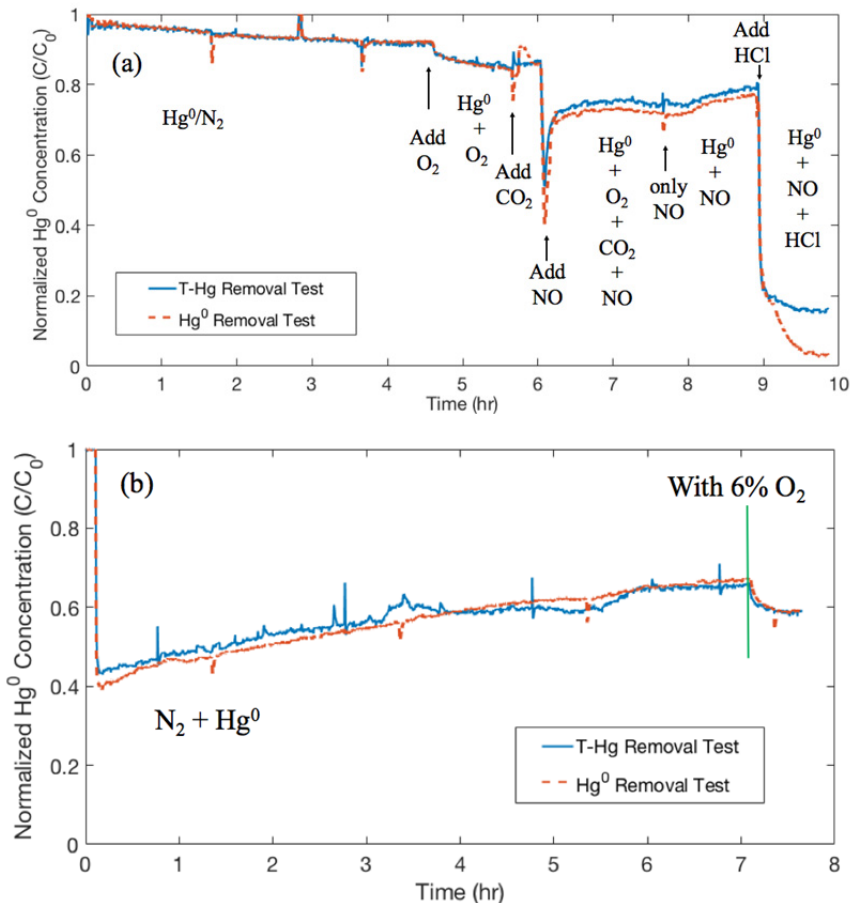 (a)
Normalized Hg⁰ Concentration (C/C₀)
1
0.8
0.6
0.4
0.2
0
Hg⁰/N₂
Add
O₂
Hg⁰
+
O₂
Add
CO₂
Add
NO
Hg⁰
+
O₂
+
CO₂
+
NO
only
NO
Hg⁰
+
NO
Add
HCl
Hg⁰
+
NO
+
HCl
T-Hg Removal Test
Hg⁰ Removal Test
0 1 2 3 4 5 6 7 8 9 10
Time (hr)
(b)
With 6% O₂
Normalized Hg⁰ Concentration (C/C₀)
1
0.8
0.6
0.4
0.2
0
N₂ + Hg⁰
T-Hg Removal Test
Hg⁰ Removal Test
0 1 2 3 4 5 6 7 8
Time (hr)